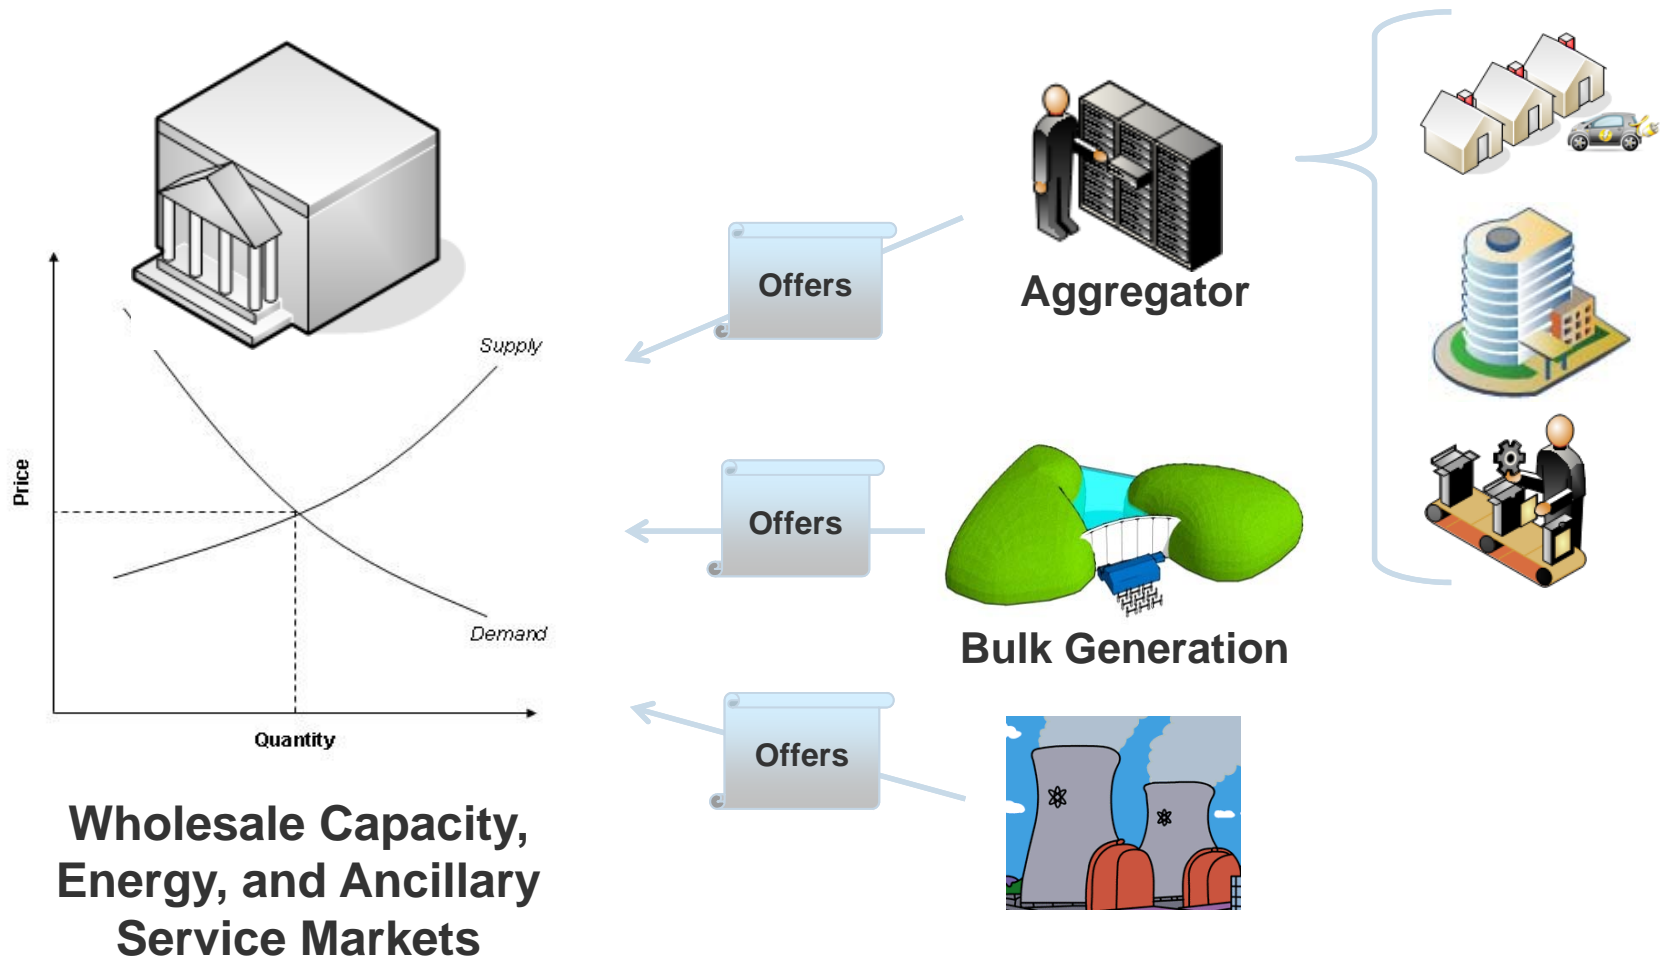 Supply
Price
Demand
Quantity
Wholesale Capacity,
Energy, and Ancillary
Service Markets
Offers
Offers
Offers
Aggregator
Bulk Generation